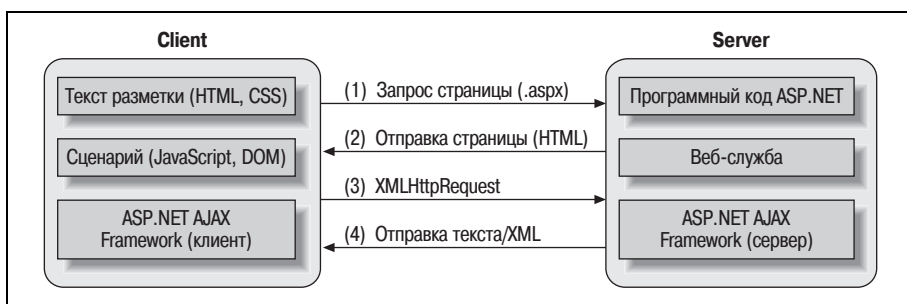 Client
Server
Текст разметки (HTML, CSS)
(1) Запрос страницы (.aspx)
Программный код ASP.NET
Сценарий (JavaScript, DOM)
(2) Отправка страницы (HTML)
Веб-служба
(3) XMLHttpRequest
ASP.NET AJAX
Framework (клиент)
(4) Отправка текста/XML
ASP.NET AJAX
Framework (сервер)